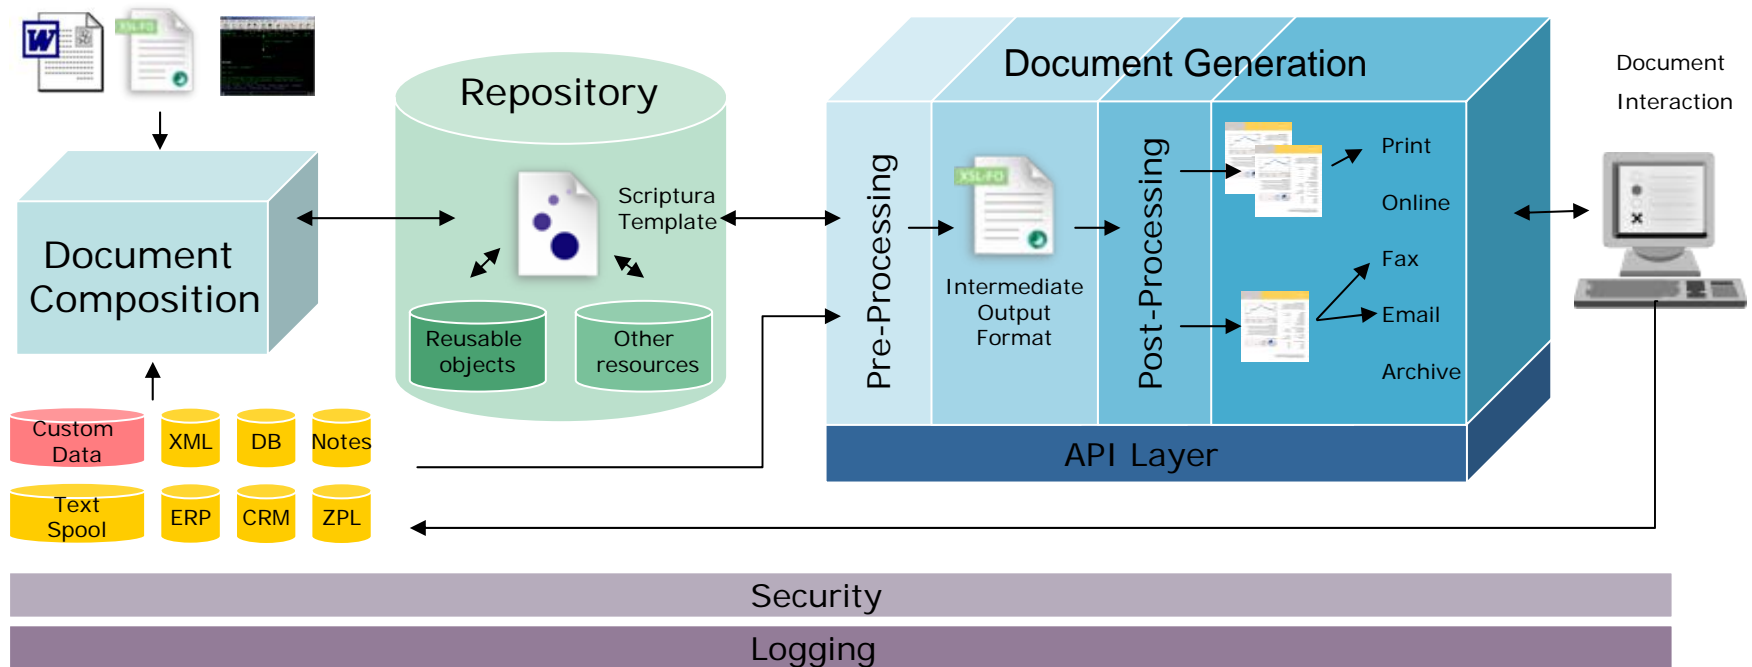 W
XSL-FO
Document
Composition
Custom
Data
XML
DB
Notes
Text
Spool
ERP
CRM
ZPL
Repository
Scriptura
Template
Reusable
objects
Other
resources
Document Generation
Pre-Processing
XSL-FO
Intermediate
Output
Format
Post-Processing
Print
Online
Fax
Email
Archive
API Layer
Document
Interaction
Security
Logging